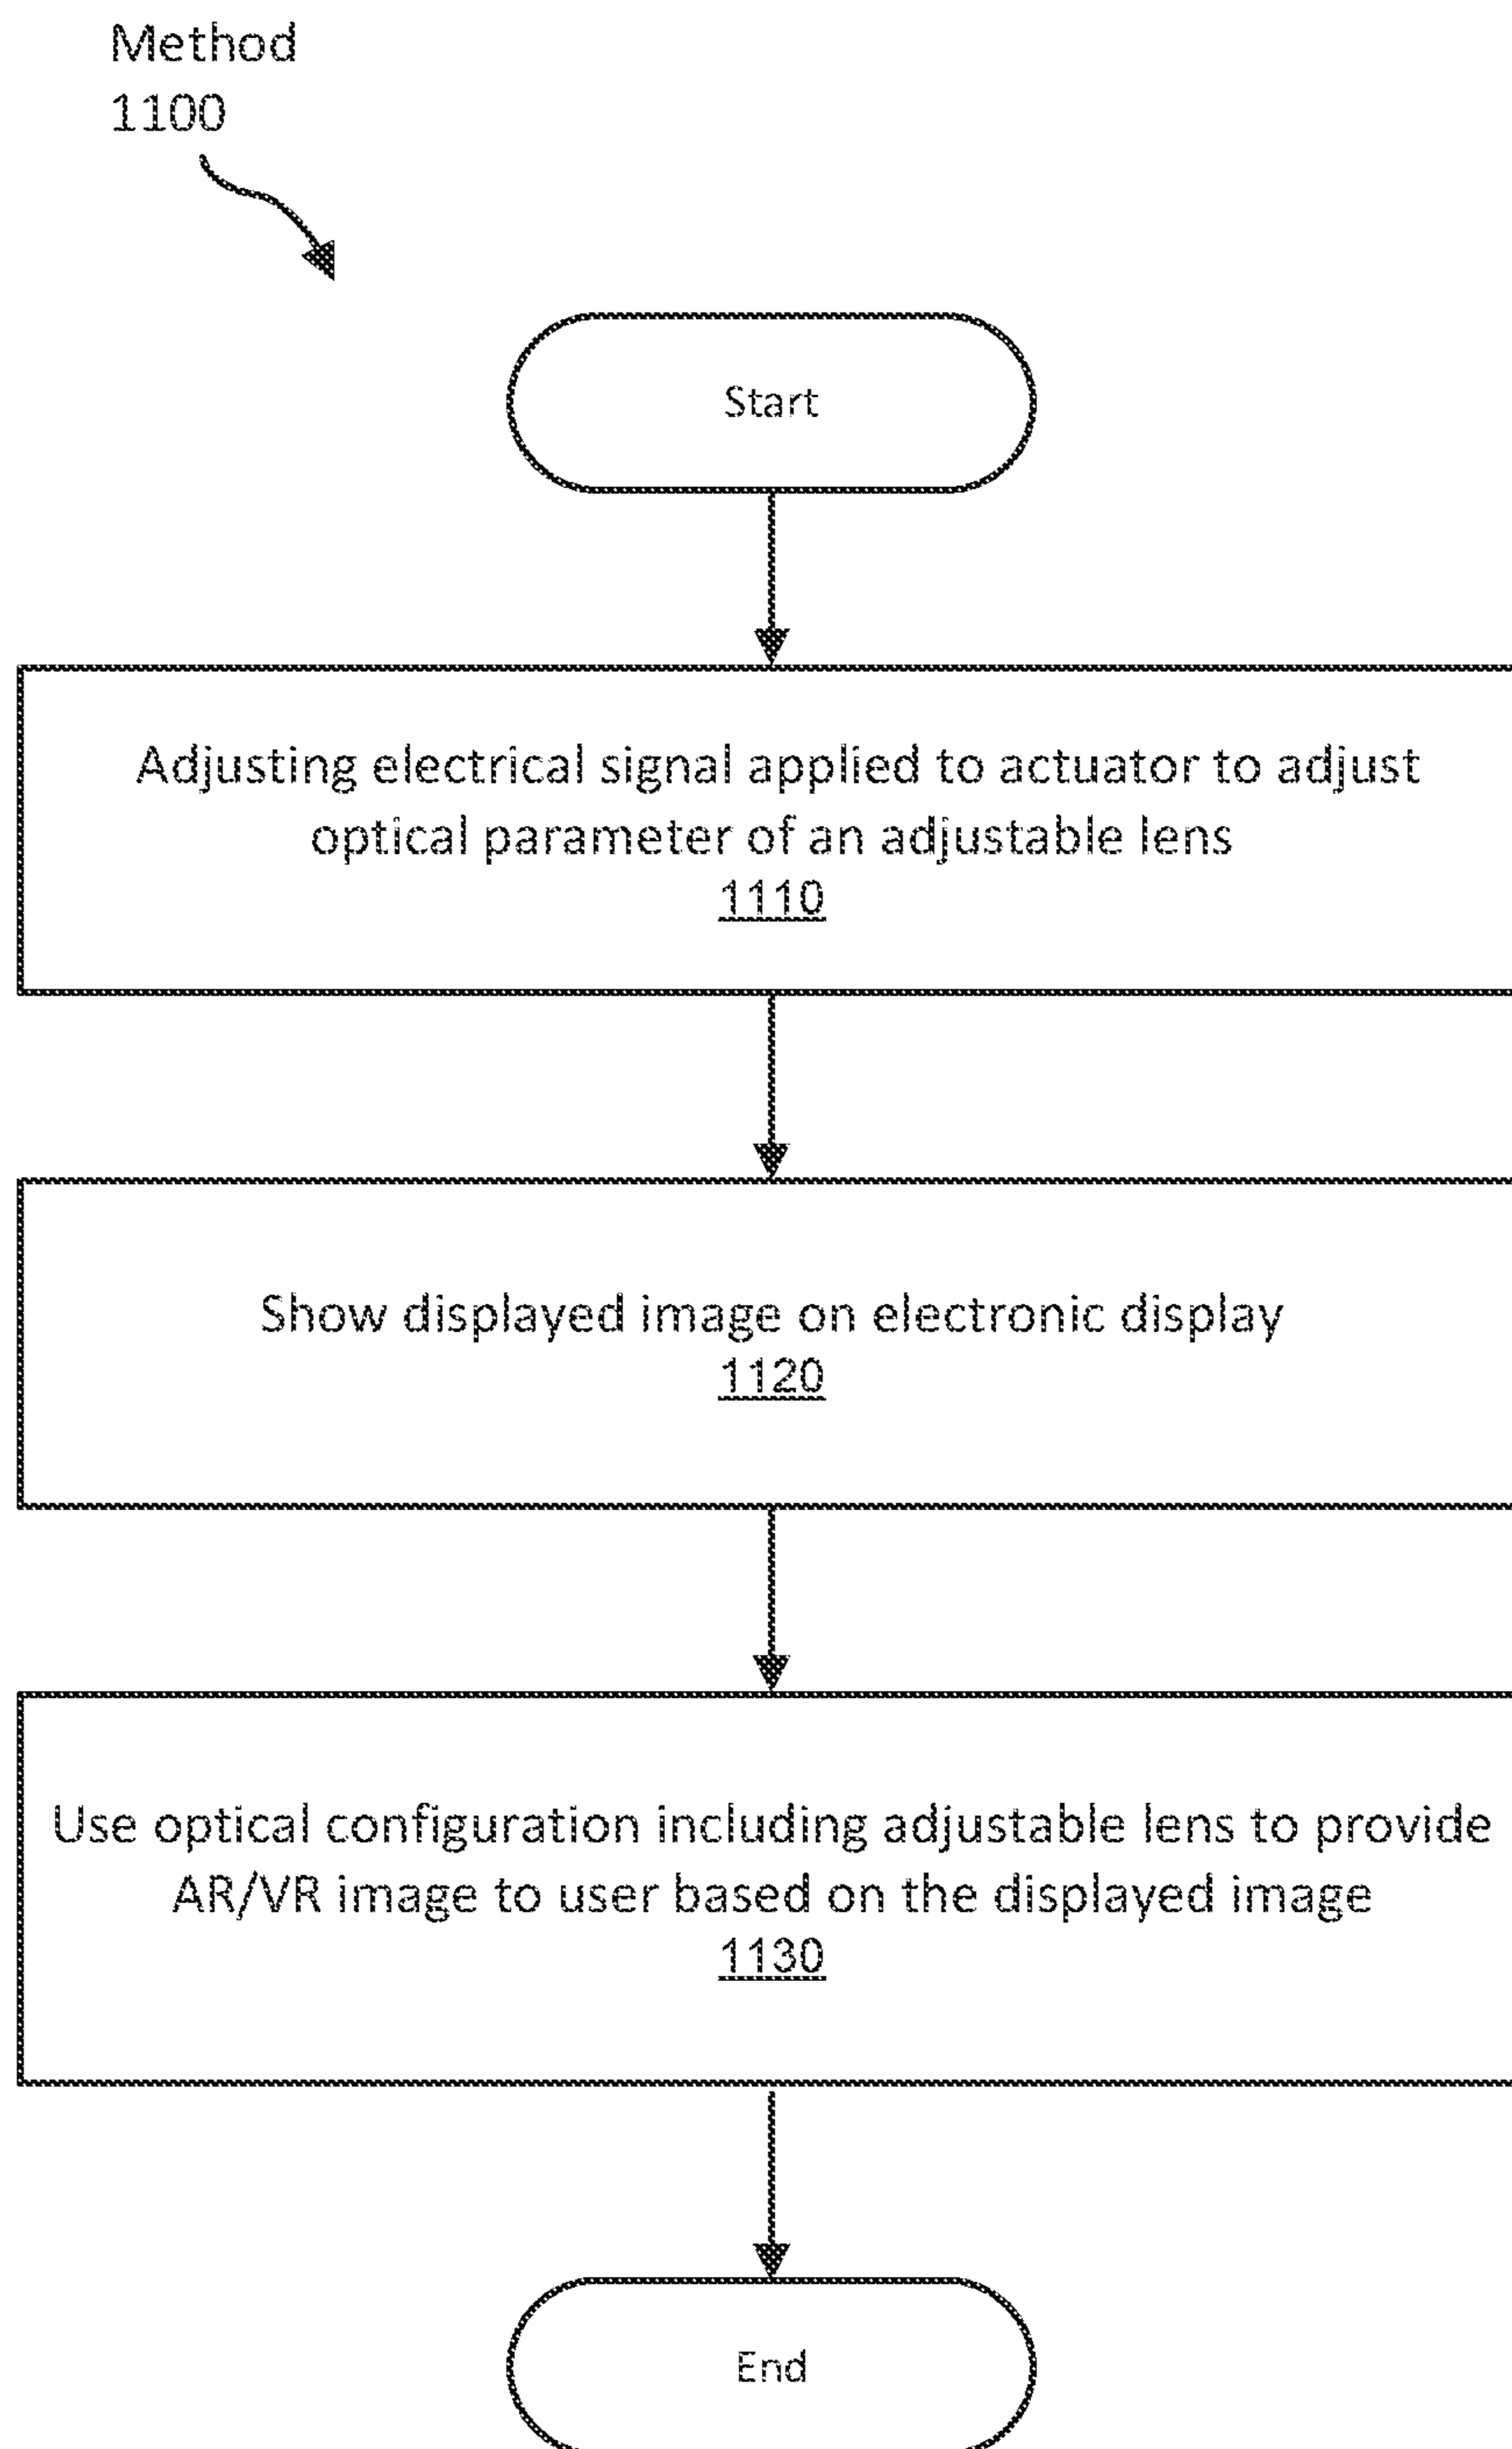 Method
1100
Start
Adjusting electrical signal applied to actuator to adjust
optical parameter of an adjustable lens
1110
Show displayed image on electronic display
1120
Use optical configuration including adjustable lens to provide
AR/VR image to user based on the displayed image
1130
End